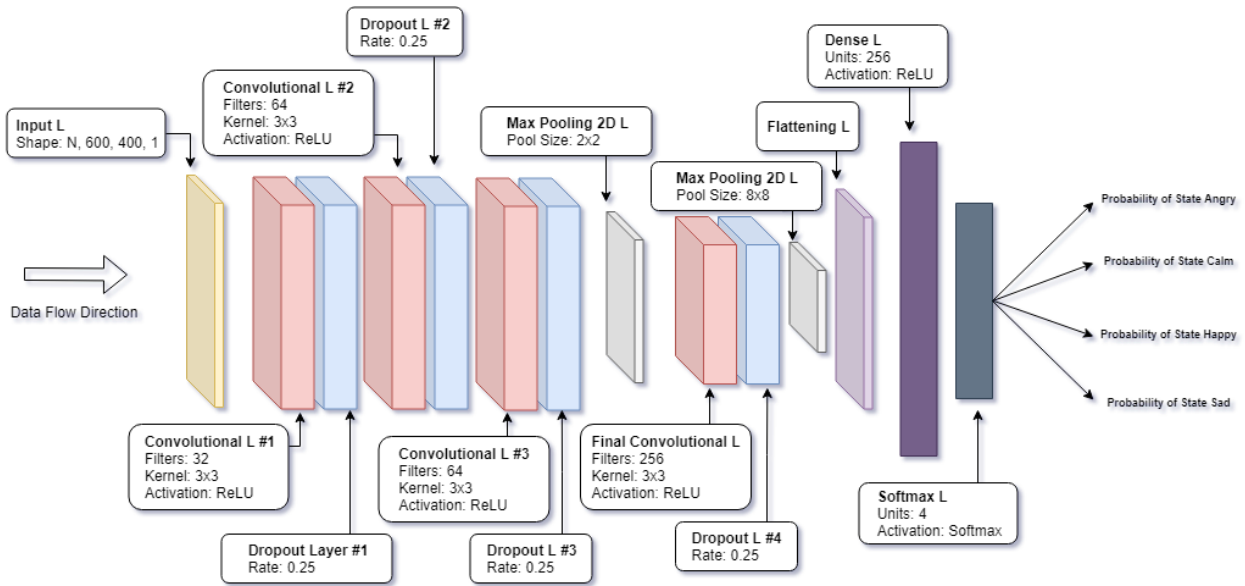 Dropout L #2
Rate: 0.25
Dense L
Units: 256
Activation: ReLU
Convolutional L #2
Filters: 64
Kernel: 3x3
Activation: ReLU
Input L
Shape: N, 600, 400, 1
Max Pooling 2D L
Pool Size: 2x2
Flattening L
Max Pooling 2D L
Pool Size: 8x8
Probability of State Angry
Probability of State Calm
Data Flow Direction
Probability of State Happy
Probability of State Sad
Convolutional L #1
Filters: 32
Kernel: 3x3
Activation: ReLU
Convolutional L #3
Filters: 64
Kernel: 3x3
Activation: ReLU
Final Convolutional L
Filters: 256
Kernel: 3x3
Activation: ReLU
Softmax L
Units: 4
Activation: Softmax
Dropout Layer #1
Rate: 0.25
Dropout L #3
Rate: 0.25
Dropout L #4
Rate: 0.25